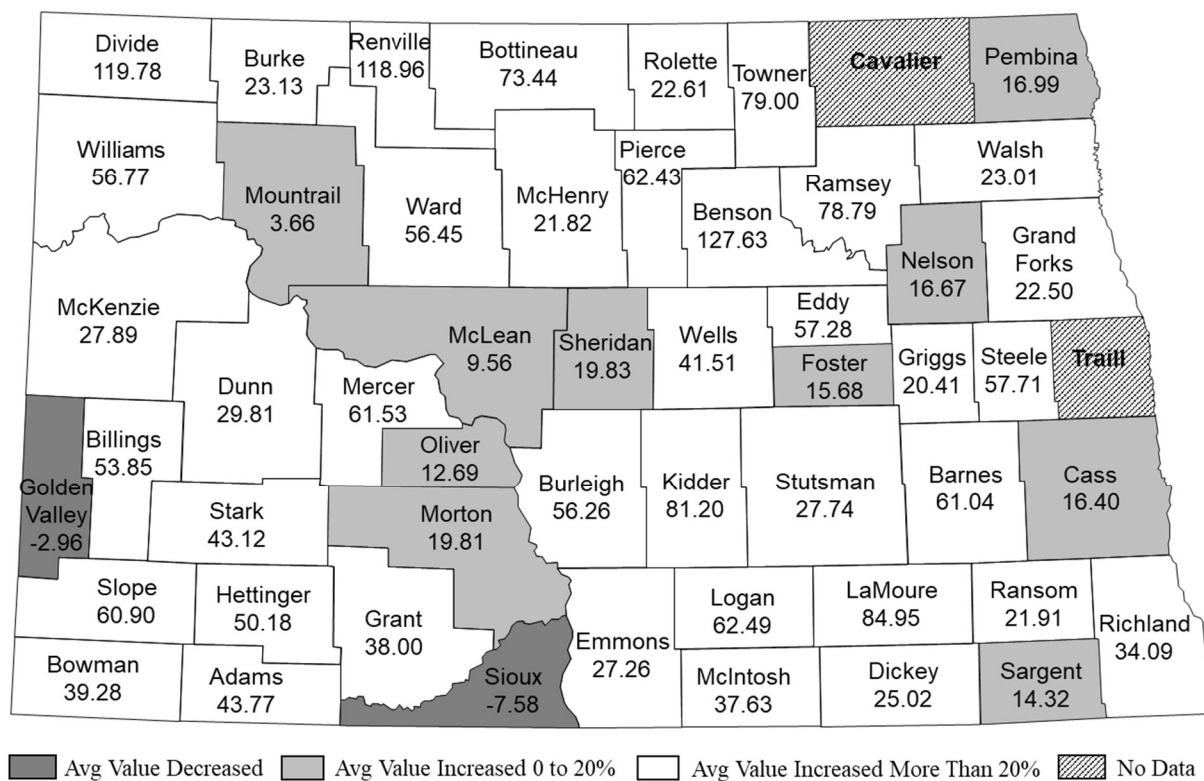 Divide
119.78
Burke
23.13
Renville
118.96
Bottineau
73.44
Rolette
22.61
Towner
79.00
Cavalier
Pembina
16.99
Williams
56.77
Mountrail
3.66
Ward
56.45
McHenry
21.82
Pierce
62.43
Benson
127.63
Ramsey
78.79
Walsh
23.01
Nelson
16.67
Grand
Forks
22.50
McKenzie
27.89
Dunn
29.81
Mercer
61.53
McLean
9.56
Sheridan
19.83
Wells
41.51
Eddy
57.28
Foster
15.68
Griggs
20.41
Steele
57.71
Traill
Golden
Valley
-2.96
Billings
53.85
Stark
43.12
Oliver
12.69
Morton
19.81
Burleigh
56.26
Kidder
81.20
Stutsman
27.74
Barnes
61.04
Cass
16.40
Slope
60.90
Hettinger
50.18
Grant
38.00
Sioux
-7.58
Emmons
27.26
Logan
62.49
LaMoure
84.95
Ransom
21.91
Richland
34.09
Bowman
39.28
Adams
43.77
McIntosh
37.63
Dickey
25.02
Sargent
14.32
Avg Value Decreased
Avg Value Increased 0 to 20%
Avg Value Increased More Than 20%
No Data